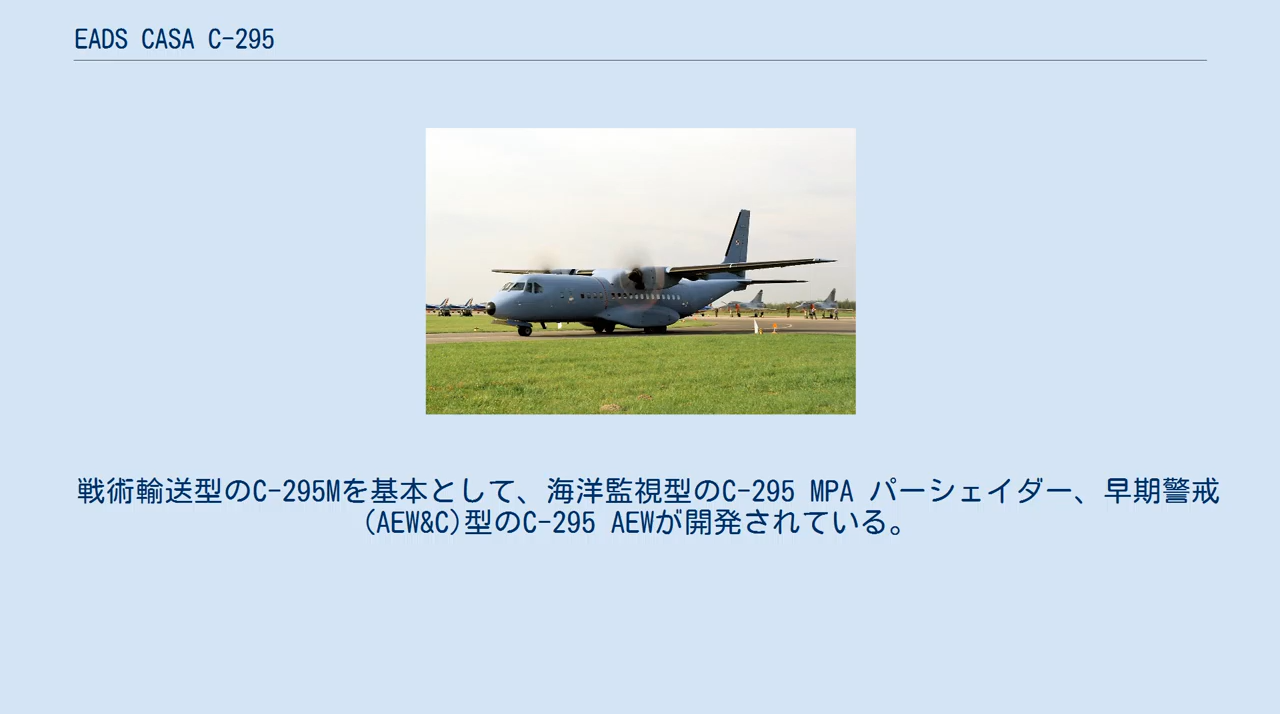 EADS CASA C-295
戦術輸送型のC-295Mを基本として、海洋監視型のC-295 MPA パーシェイダー、早期警戒
(AEW&C)型のC-295 AEWが開発されている。